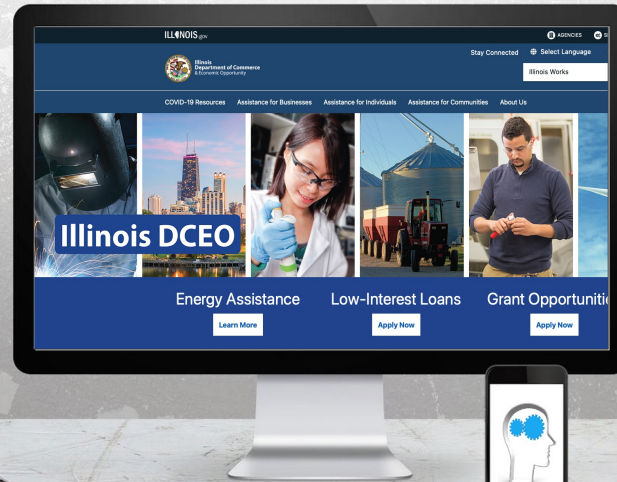 ILLINOIS.gov
AGENCIES
Stay Connected
Select Language
Illinois
Department of Commerce
& Economic Opportunity
Illinois Works
COVID-19 Resources
Assistance for Businesses
Assistance for Individuals
Assistance for Communities
About Us
Illinois DCEO
Energy Assistance
Low-Interest Loans
Learn More
Apply Now
Apply Now